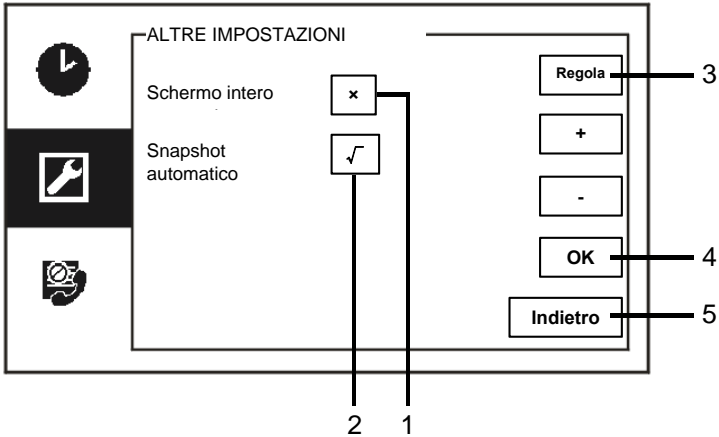 ALTRE IMPOSTAZIONI
Regola
3
Schermo intero
×
+
Snapshot
automatico
√
-
OK
4
Indietro
5
2
1